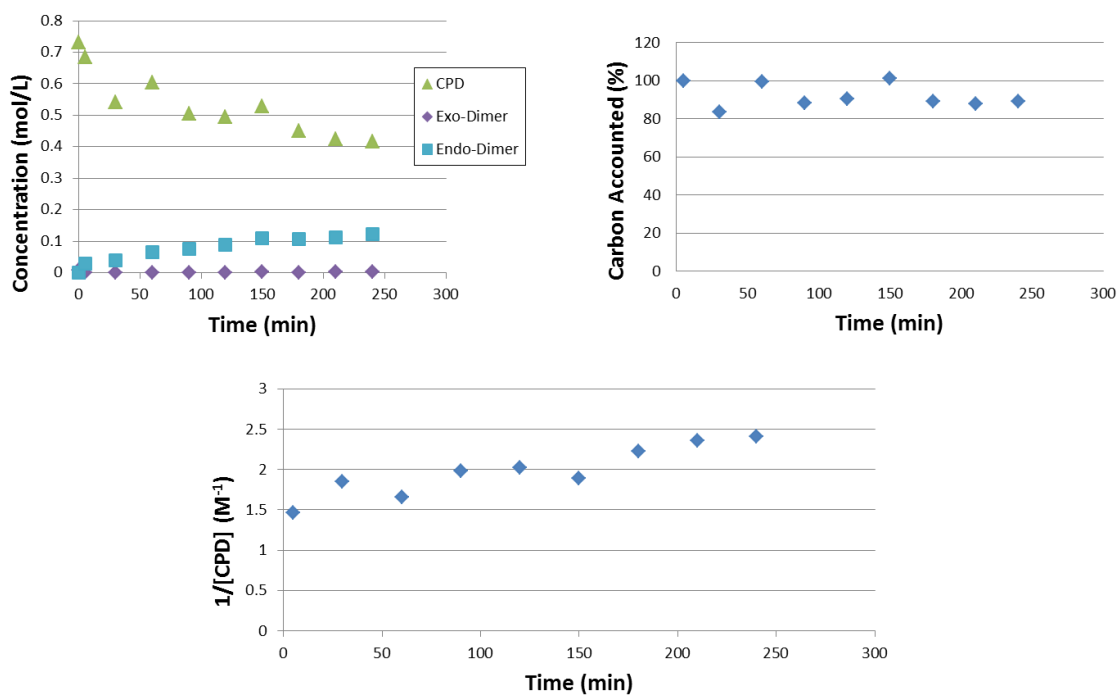 Concentration (mol/L)
0.8
0.7
0.6
0.5
0.4
0.3
0.2
0.1
0
0 50 100 150 200 250 300
Time (min)
CPD
Exo-Dimer
Endo-Dimer
Carbon Accounted (%)
120
100
80
60
40
20
0
0 50 100 150 200 250 300
Time (min)
1/[CPD] (M⁻¹)
3
2.5
2
1.5
1
0.5
0
0 50 100 150 200 250 300
Time (min)